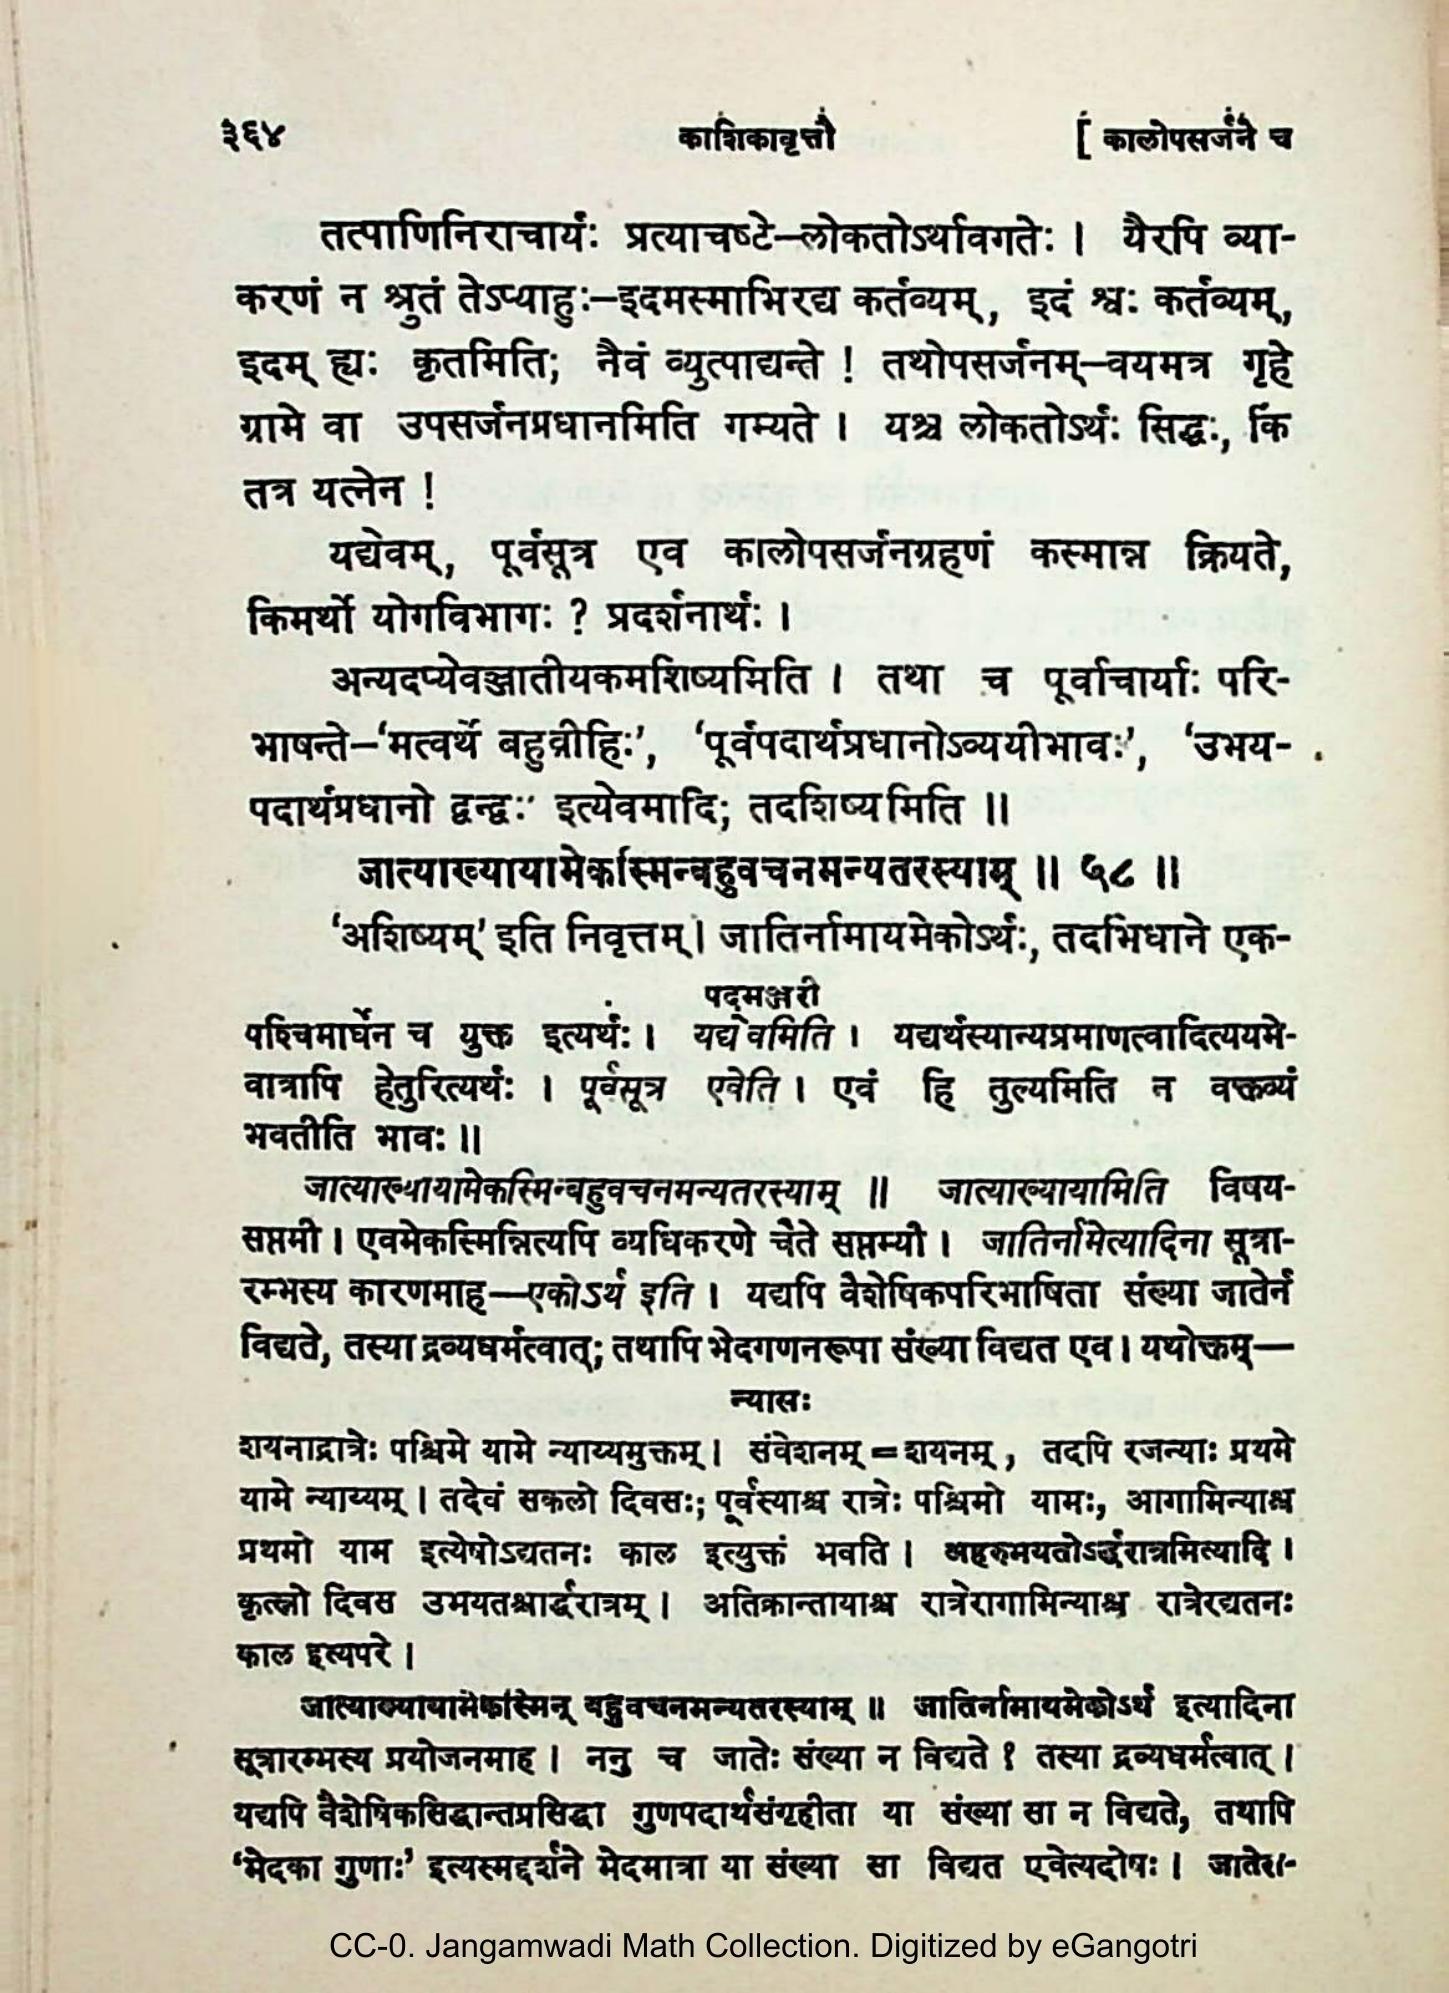 ३६४ काशिकावृत्तौ [ कालोपसर्जने च
तत्पाणिनिराचार्यः प्रत्याचष्टे—लोकतोऽर्थावगतेः । यैरपि व्या-
करणं न श्रुतं तेऽप्याहुः—इदमस्माभिरद्य कर्तव्यम्, इदं श्वः कर्तव्यम्,
इदम् ह्यः कृतमिति; नैवं व्युत्पाद्यन्ते ! तथोपसर्जनम्—वयमत्र गृहे
ग्रामे वा उपसर्जनप्रधानमिति गम्यते । यश्च लोकतोऽर्थः सिद्धः, किं
तत्र यत्नेन !
यद्येवम्, पूर्वसूत्र एव कालोपसर्जनग्रहणं कस्मान्न क्रियते,
किमर्थो योगविभागः ? प्रदर्शनार्थः ।
अन्यदप्येवञ्जातीयकमशिष्यमिति । तथा च पूर्वाचार्याः परि-
भाषन्ते—‘मत्वर्थे बहुव्रीहिः’, ‘पूर्वपदार्थप्रधानोऽव्ययीभावः’, ‘उभय-
पदार्थप्रधानो द्वन्द्वः’ इत्येवमादि; तदशिष्यमिति ॥
जात्याख्यायामेकस्मिन्बहुवचनमन्यतरस्याम् ॥ ५८ ॥
‘अशिष्यम्’ इति निवृत्तम् । जातिर्नामायमेकोऽर्थः, तदभिधाने एक-
पदमञ्जरी
पश्चिमार्धेन च युक्त इत्यर्थः । यद्येवमिति । यद्यर्थस्यान्यप्रमाणत्वादित्ययमे-
वात्रापि हेतुरित्यर्थः । पूर्वसूत्र एवेति । एवं हि तुल्यमिति न वक्तव्यं
भवतीति भावः ॥
जात्याख्यायामेकस्मिन्बहुवचनमन्यतरस्याम् ॥ जात्याख्यायामिति विषय-
सप्तमी । एवमेकस्मिन्नित्यपि व्यधिकरणे चैते सप्तम्यौ । जातिर्नामेत्यादिना सूत्रा-
रम्भस्य कारणमाह—एकोऽर्थ इति । यद्यपि वैशेषिकपरिभाषिता संख्या जातेर्न
विद्यते, तस्या द्रव्यधर्मत्वात्; तथापि भेदगणनरूपा संख्या विद्यत एव । यथोक्तम्—
न्यासः
शयनाद्रात्रेः पश्चिमे यामे न्याय्यमुक्तम् । संवेशनम् = शयनम्, तदपि रजन्याः प्रथमे
यामे न्याय्यम् । तदेवं सकलो दिवसः; पूर्वस्याश्च रात्रेः पश्चिमो यामः, आगामिन्याश्च
प्रथमो याम इत्येषोऽद्यतनः काल इत्युक्तं भवति । अहरुभयतोऽर्द्धरात्रमित्यादि ।
कृत्स्नो दिवस उभयतश्चार्द्धरात्रम् । अतिक्रान्तायाश्च रात्रेरागामिन्याश्च रात्रेरद्यतनः
काल इत्यपरे ।
जात्याख्यायामेकस्मिन् बहुवचनमन्यतरस्याम् ॥ जातिर्नामायमेकोऽर्थ इत्यादिना
सूत्रारम्भस्य प्रयोजनमाह । ननु च जातेः संख्या न विद्यते ? तस्या द्रव्यधर्मत्वात् ।
यद्यपि वैशेषिकसिद्धान्तप्रसिद्धा गुणपदार्थसंगृहीता या संख्या सा न विद्यते, तथापि
‘भेदका गुणाः’ इत्यस्मद्दर्शने भेदमात्रा या संख्या सा विद्यत एवेत्यदोषः । जातेरा-
CC-0. Jangamwadi Math Collection. Digitized by eGangotri